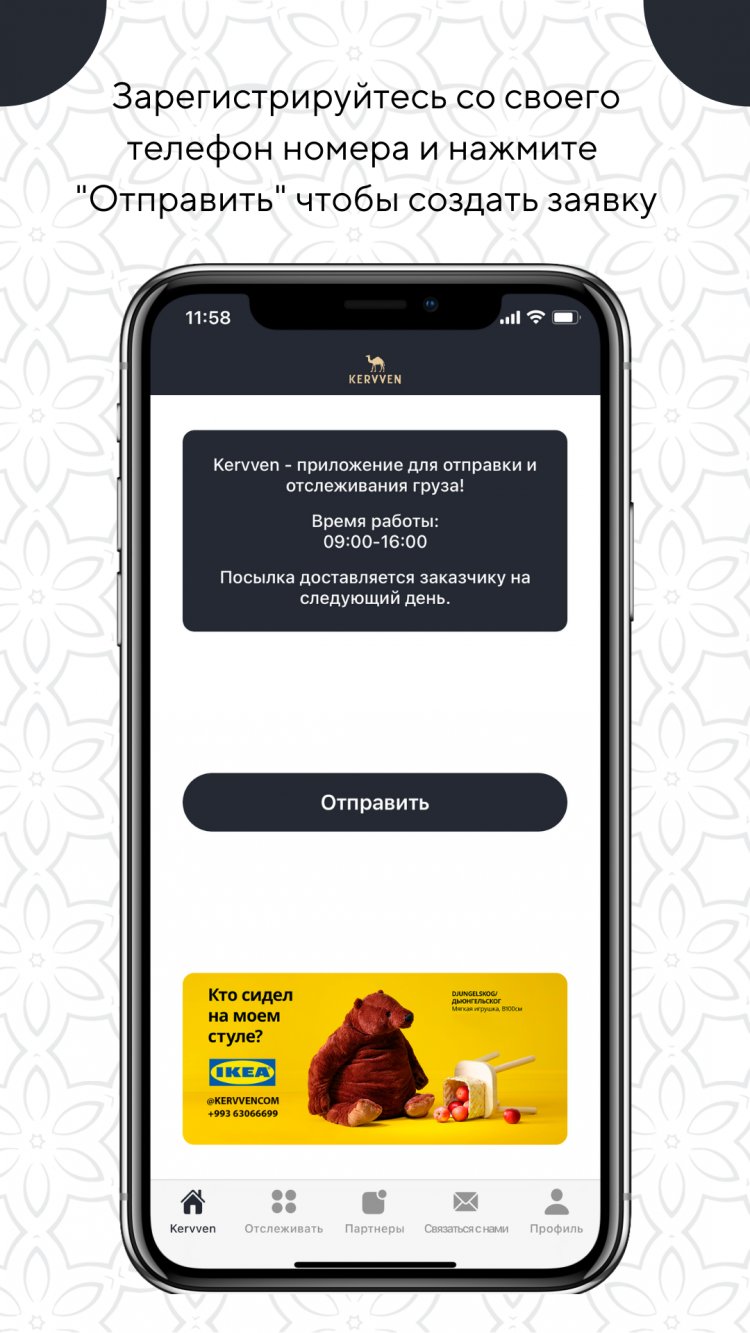 Зарегистрируйтесь со своего
телефон номера и нажмите
"Отправить" чтобы создать заявку
11:58
KERVVEN
Kervven - приложение для отправки и
отслеживания груза!
Время работы:
09:00-16:00
Посылка доставляется заказчику на
следующий день.
Отправить
Кто сидел
на моем
стуле?
DJUNGELSKOG/
ДЬЮНГЕЛЬСКОГ
Мягкая игрушка, В100см
IKEA
@KERVVENCOM
+993 63066699
Kervven
Отслеживать
Партнеры
Связаться с нами
Профиль